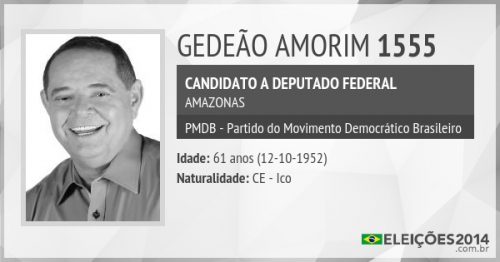 GEDEÃO AMORIM 1555
CANDIDATO A DEPUTADO FEDERAL
AMAZONAS
PMDB - Partido do Movimento Democrático Brasileiro
Idade: 61 anos (12-10-1952)
Naturalidade: CE - Ico
ELEIÇÕES2014
.com.br